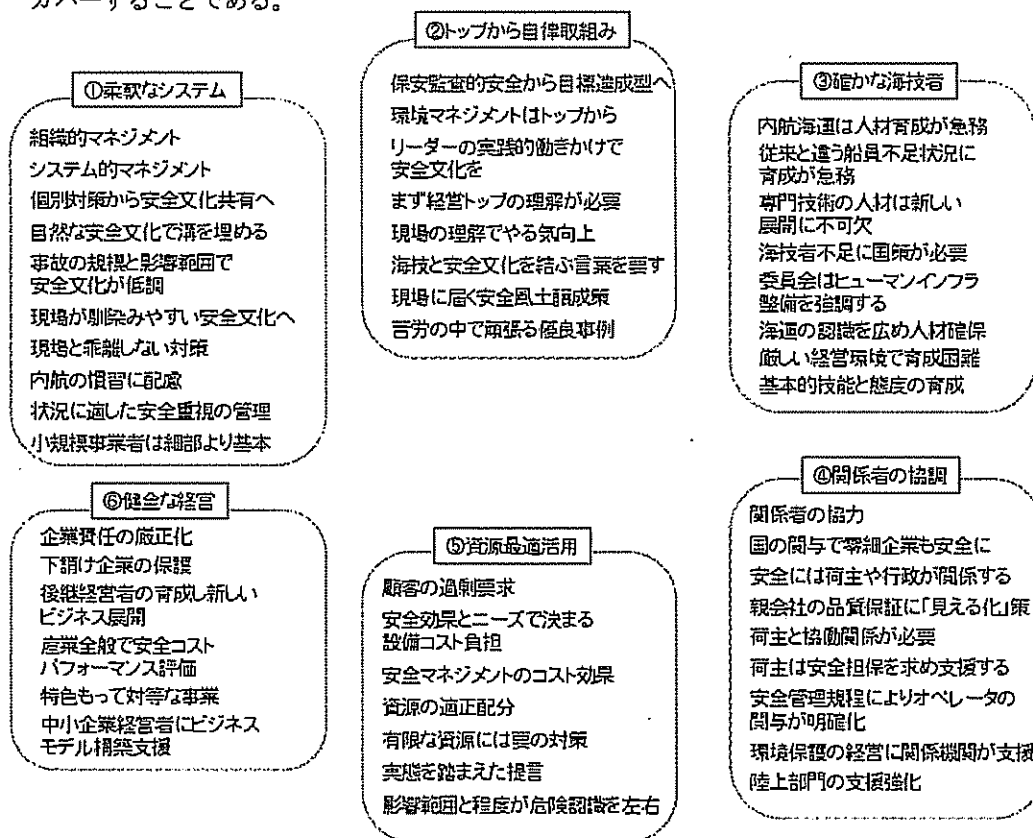 カバーすることである。
②トップから自律取組み
保安監査的安全から目標達成型へ
環境マネジメントはトップから
リーダーの実践的働きかけで
安全文化を
まず経営トップの理解が必要
現場の理解でやる気向上
海技と安全文化を結ぶ言葉を要す
現場に届く安全風土醸成策
苦労の中で頑張る優良事例
①柔軟なシステム
組織的マネジメント
システム的マネジメント
個別対策から安全文化共有へ
自然な安全文化で溝を埋める
事故の規模と影響範囲で
安全文化が低調
現場が馴染みやすい安全文化へ
現場と乖離しない対策
内航の慣習に配慮
状況に適した安全重視の管理
小規模事業者は細部より基本
③確かな海技者
内航海運は人材育成が急務
従来と違う船員不足状況に
育成が急務
専門技術の人材は新しい
展開に不可欠
海技者不足に国策が必要
委員会はヒューマンインフラ
整備を強調する
海運の認識を広め人材確保
厳しい経営環境で育成困難
基本的技能と態度の育成
⑥健全な経営
企業責任の厳正化
下請け企業の保護
後継経営者の育成し新しい
ビジネス展開
産業全般で安全コスト
パフォーマンス評価
特色もって対等な事業
中小企業経営者にビジネス
モデル構築支援
⑤資源最適活用
顧客の過剰要求
安全効果とニーズで決まる
設備コスト負担
安全マネジメントのコスト効果
資源の適正配分
有限な資源には要の対策
実態を踏まえた提言
影響範囲と程度が危険認識を左右
④関係者の協調
関係者の協力
国の関与で零細企業も安全に
安全には荷主や行政が関係する
親会社の品質保証に「見える化」策
荷主と協働関係が必要
荷主は安全担保を求め支援する
安全管理規程によりオペレータの
関与が明確化
環境保護の経営に関係機関が支援
陸上部門の支援強化